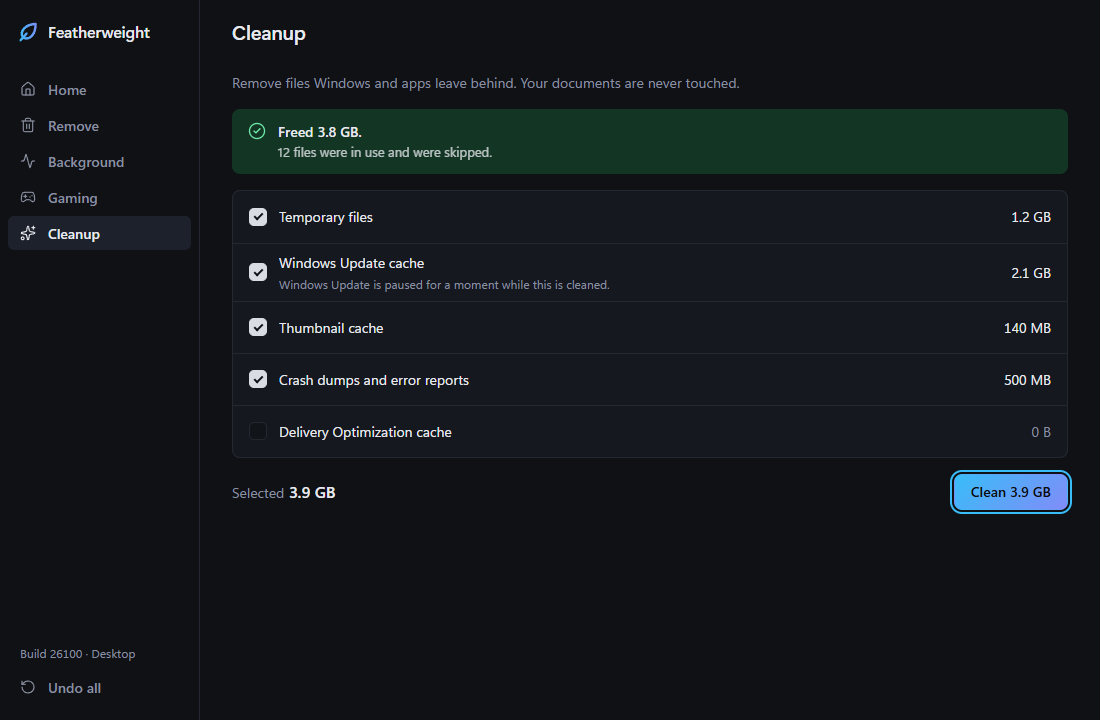 Featherweight
Home
Remove
Background
Gaming
Cleanup
Build 26100 · Desktop
Undo all
Cleanup
Remove files Windows and apps leave behind. Your documents are never touched.
Freed 3.8 GB.
12 files were in use and were skipped.
Temporary files 1.2 GB
Windows Update cache 2.1 GB
Windows Update is paused for a moment while this is cleaned.
Thumbnail cache 140 MB
Crash dumps and error reports 500 MB
Delivery Optimization cache 0 B
Selected 3.9 GB
Clean 3.9 GB